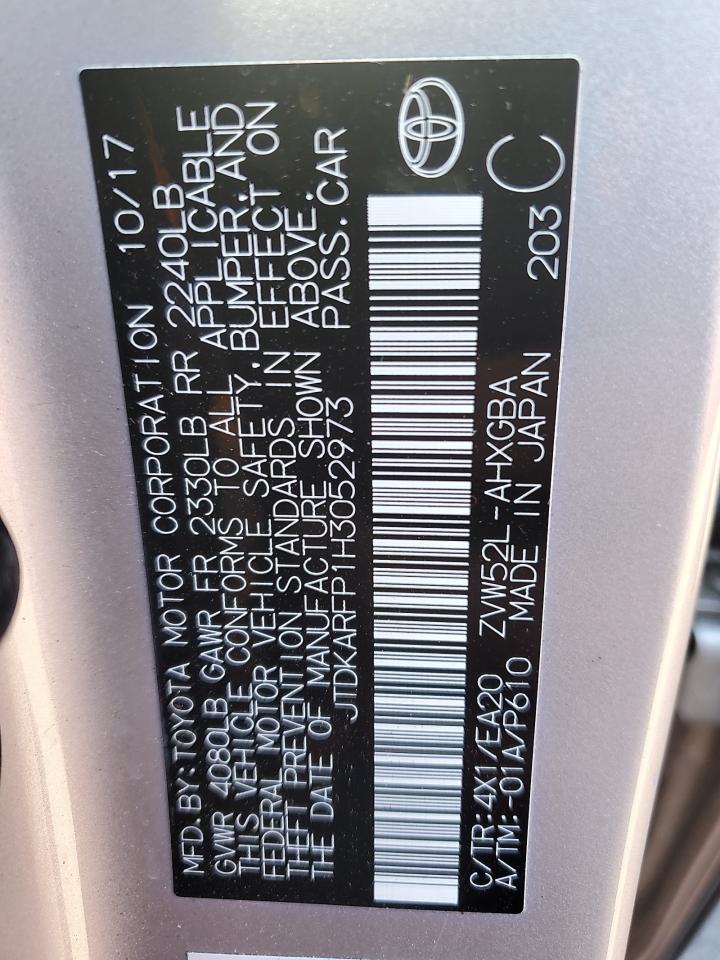 MFD. BY: TOYOTA MOTOR CORPORATION 10/17
GVWR 4080LB GAWR FR 2330LB RR 2240LB
THIS VEHICLE CONFORMS TO ALL APPLICABLE
FEDERAL MOTOR VEHICLE SAFETY, BUMPER, AND
THEFT PREVENTION STANDARDS IN EFFECT ON
THE DATE OF MANUFACTURE SHOWN ABOVE.
JTDKARFP1H3052973 PASS. CAR
C/TR: 4X1/EA20 ZVW52L-AHXGBA 203 C
A/TM: -01A/P610 MADE IN JAPAN